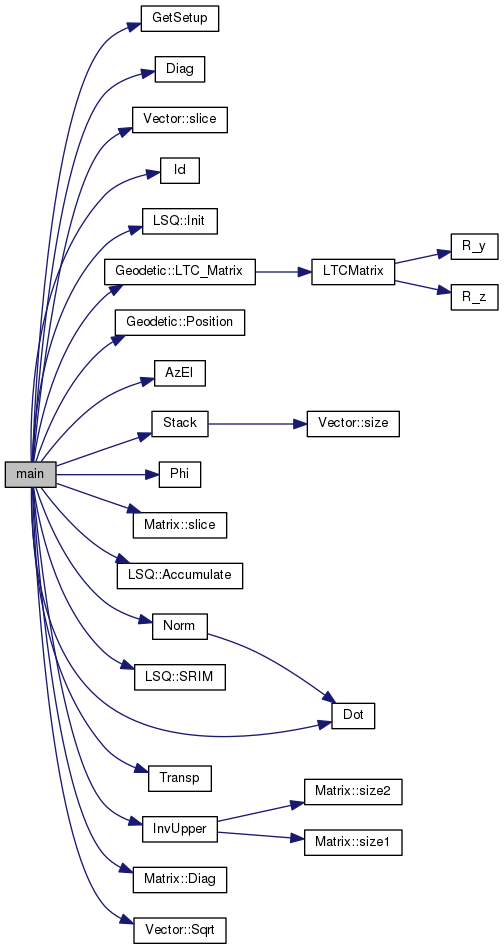 GetSetup
Diag
Vector::slice
Id
LSQ::Init
R_y
Geodetic::LTC_Matrix
LTCMatrix
R_z
Geodetic::Position
AzEl
Stack
Vector::size
main
Phi
Matrix::slice
LSQ::Accumulate
Norm
LSQ::SRIM
Dot
Transp
Matrix::size2
InvUpper
Matrix::size1
Matrix::Diag
Vector::Sqrt